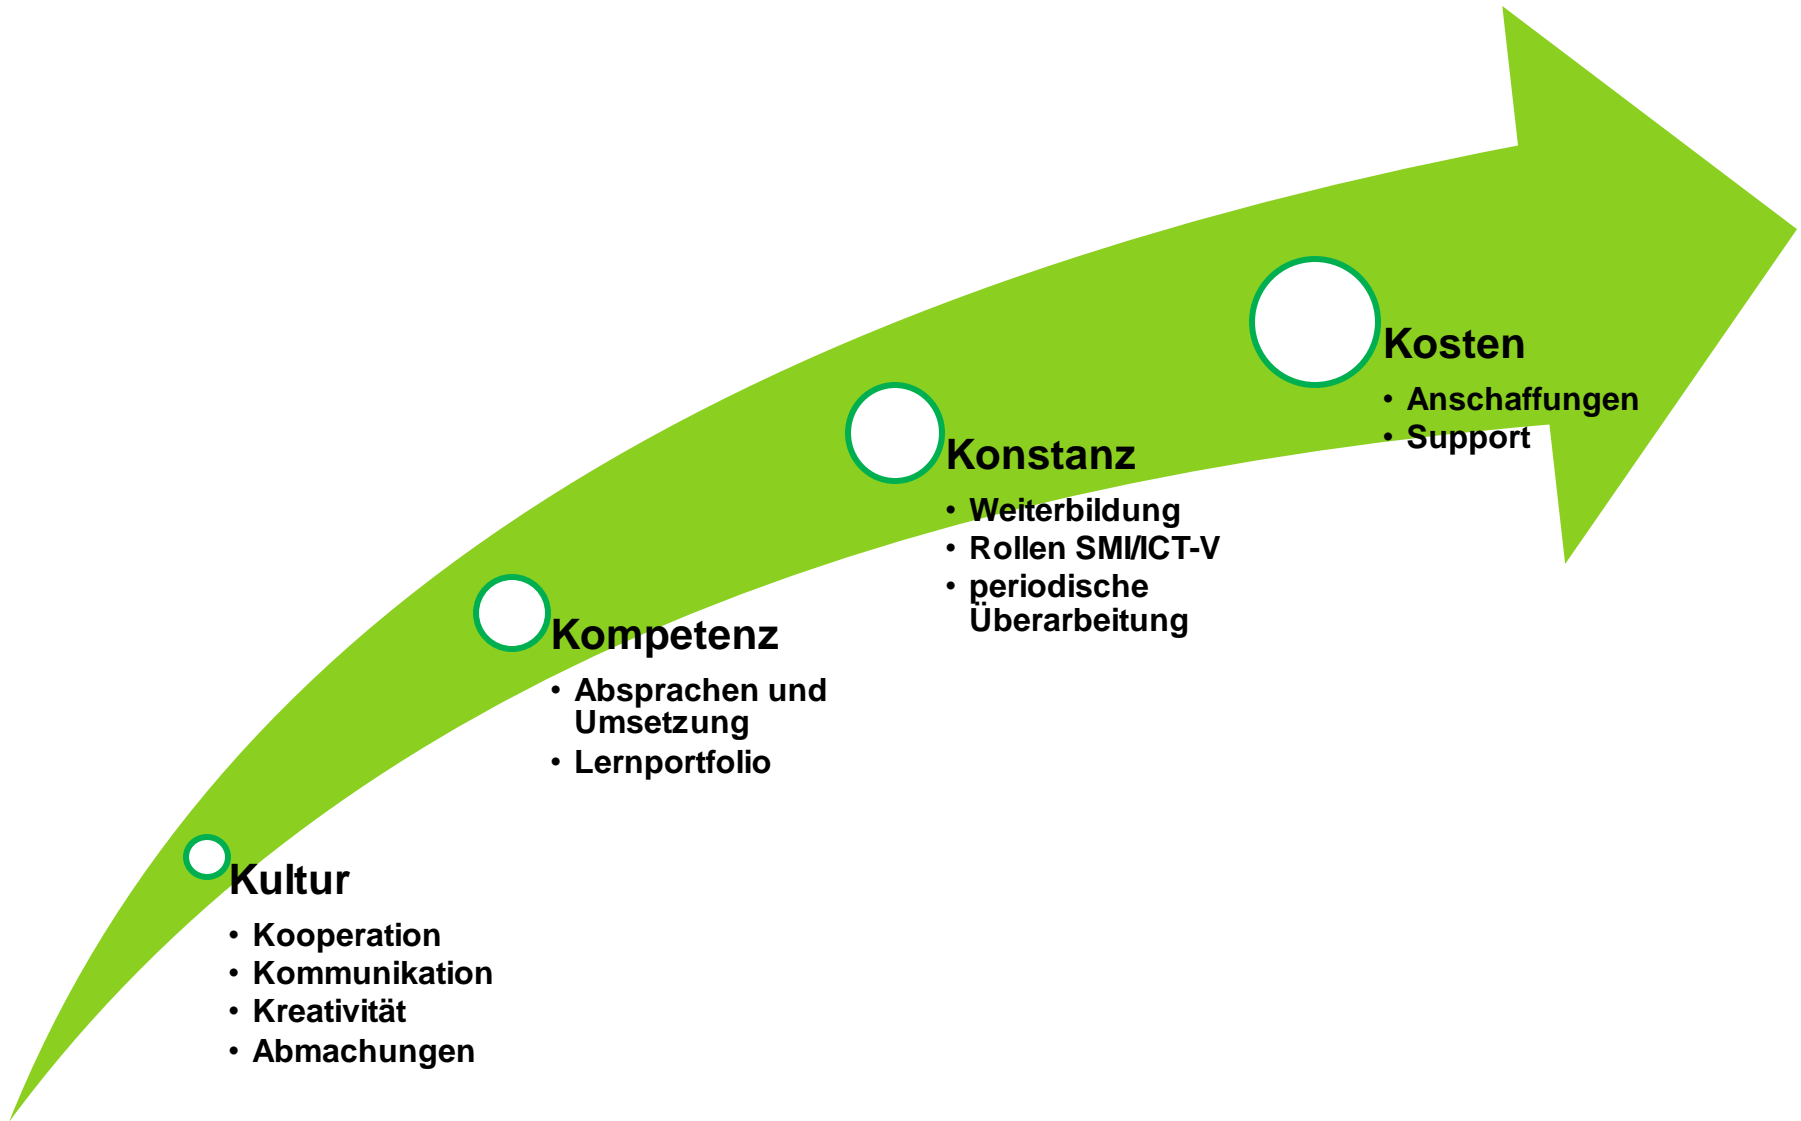 Kultur
• Kooperation
• Kommunikation
• Kreativität
• Abmachungen
Kompetenz
• Absprachen und
Umsetzung
• Lernportfolio
Konstanz
• Weiterbildung
• Rollen SMI/ICT-V
• periodische
Überarbeitung
Kosten
• Anschaffungen
• Support